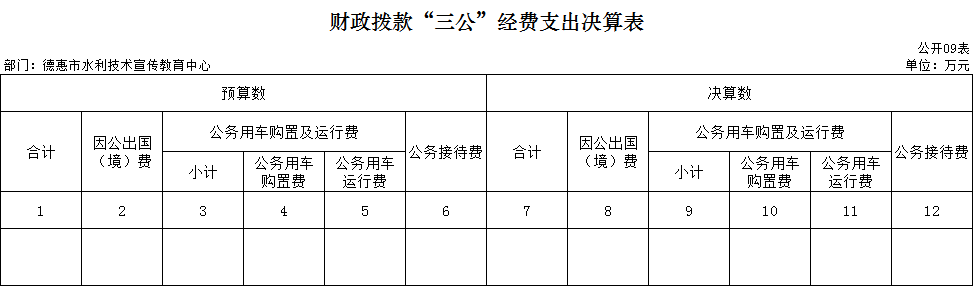 财政拨款“三公”经费支出决算表
公开09表
部门：德惠市水利技术宣传教育中心 单位：万元
预算数 决算数
合计 因公出国（境）费 公务用车购置及运行费 公务接待费 合计 因公出国（境）费 公务用车购置及运行费 公务接待费
小计 公务用车购置费 公务用车运行费 小计 公务用车购置费 公务用车运行费
1 2 3 4 5 6 7 8 9 10 11 12